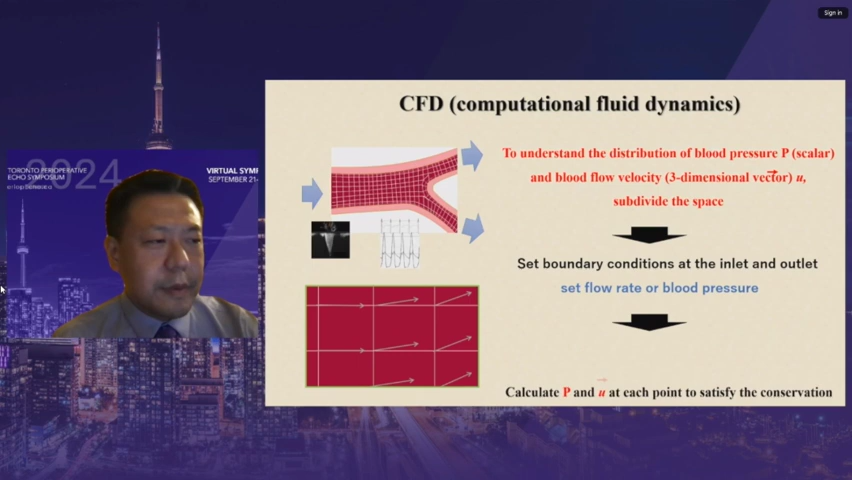 Sign in
CFD (computational fluid dynamics)
To understand the distribution of blood pressure P (scalar)
and blood flow velocity (3-dimensional vector) u,
subdivide the space
Set boundary conditions at the inlet and outlet
set flow rate or blood pressure
Calculate P and u at each point to satisfy the conservation
2024
TORONTO PERIOPERATIVE
ECHO SYMPOSIUM
VIRTUAL SYMP
SEPTEMBER 21-